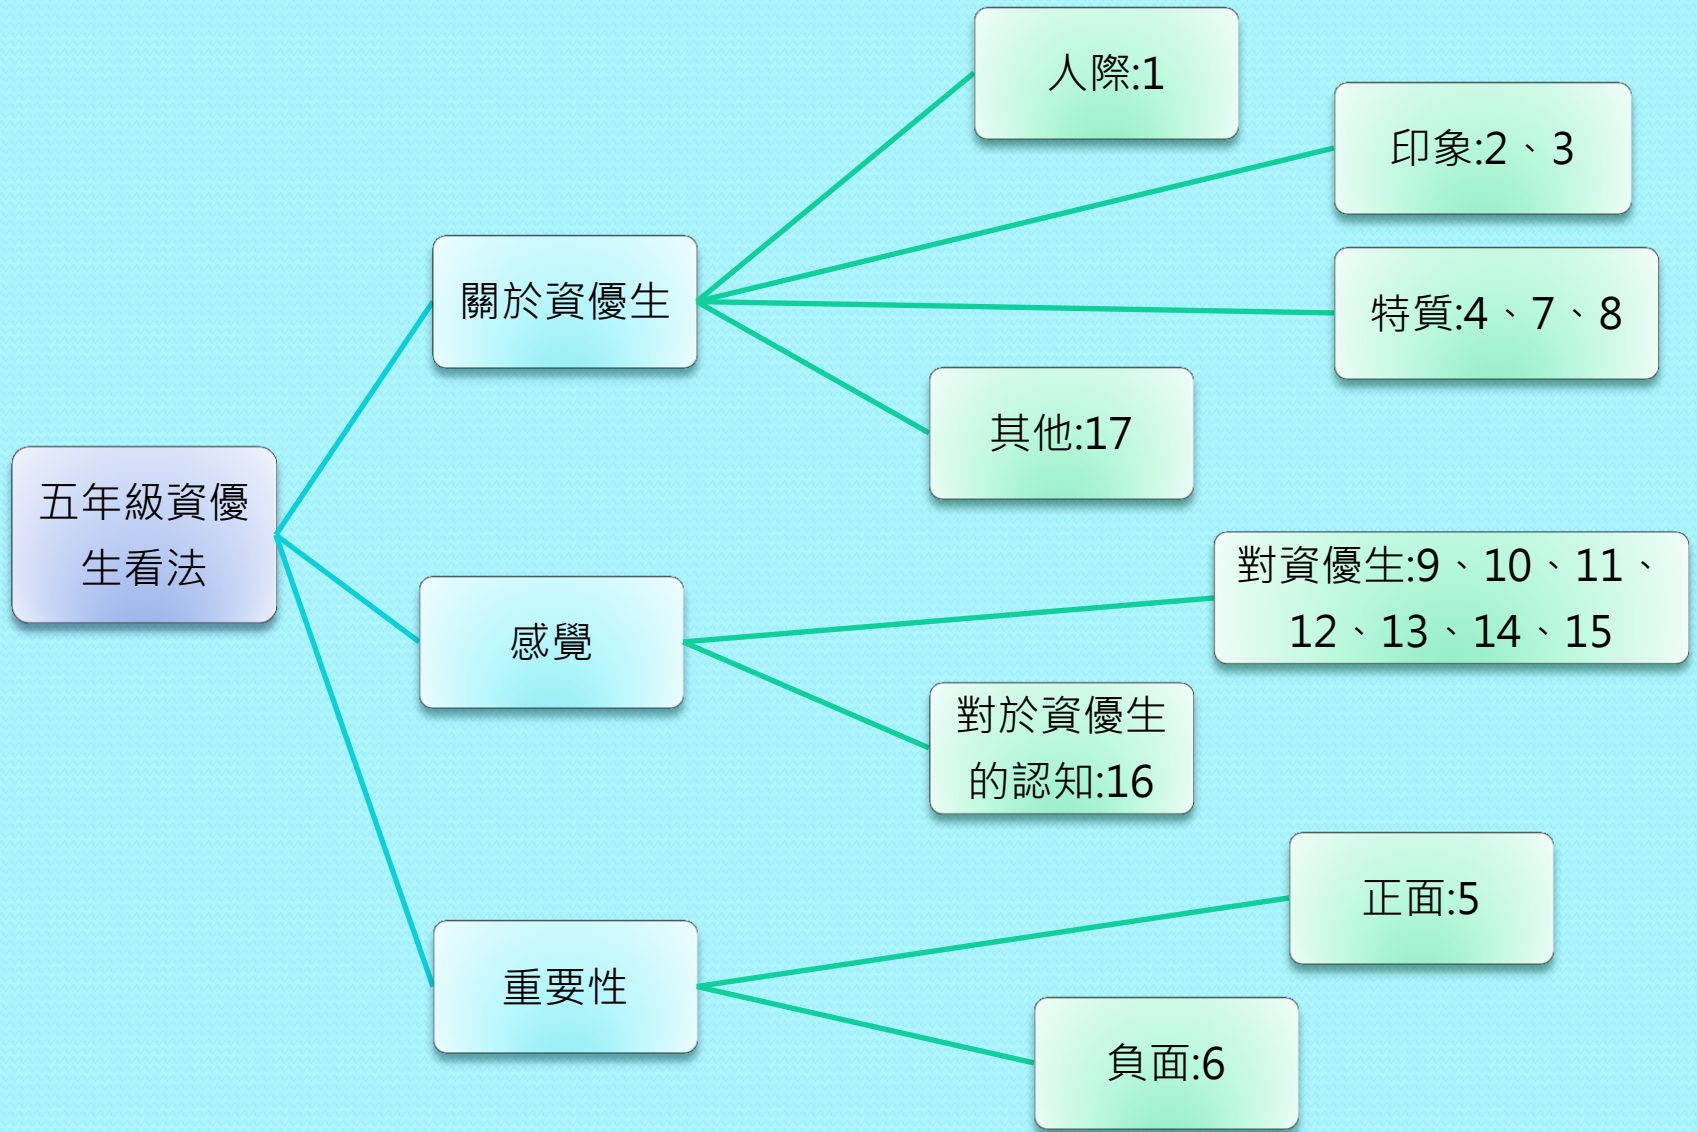 五年級資優
生看法
關於資優生
人際:1
印象:2、3
特質:4、7、8
其他:17
感覺
對資優生:9、10、11、
12、13、14、15
對於資優生
的認知:16
重要性
正面:5
負面:6